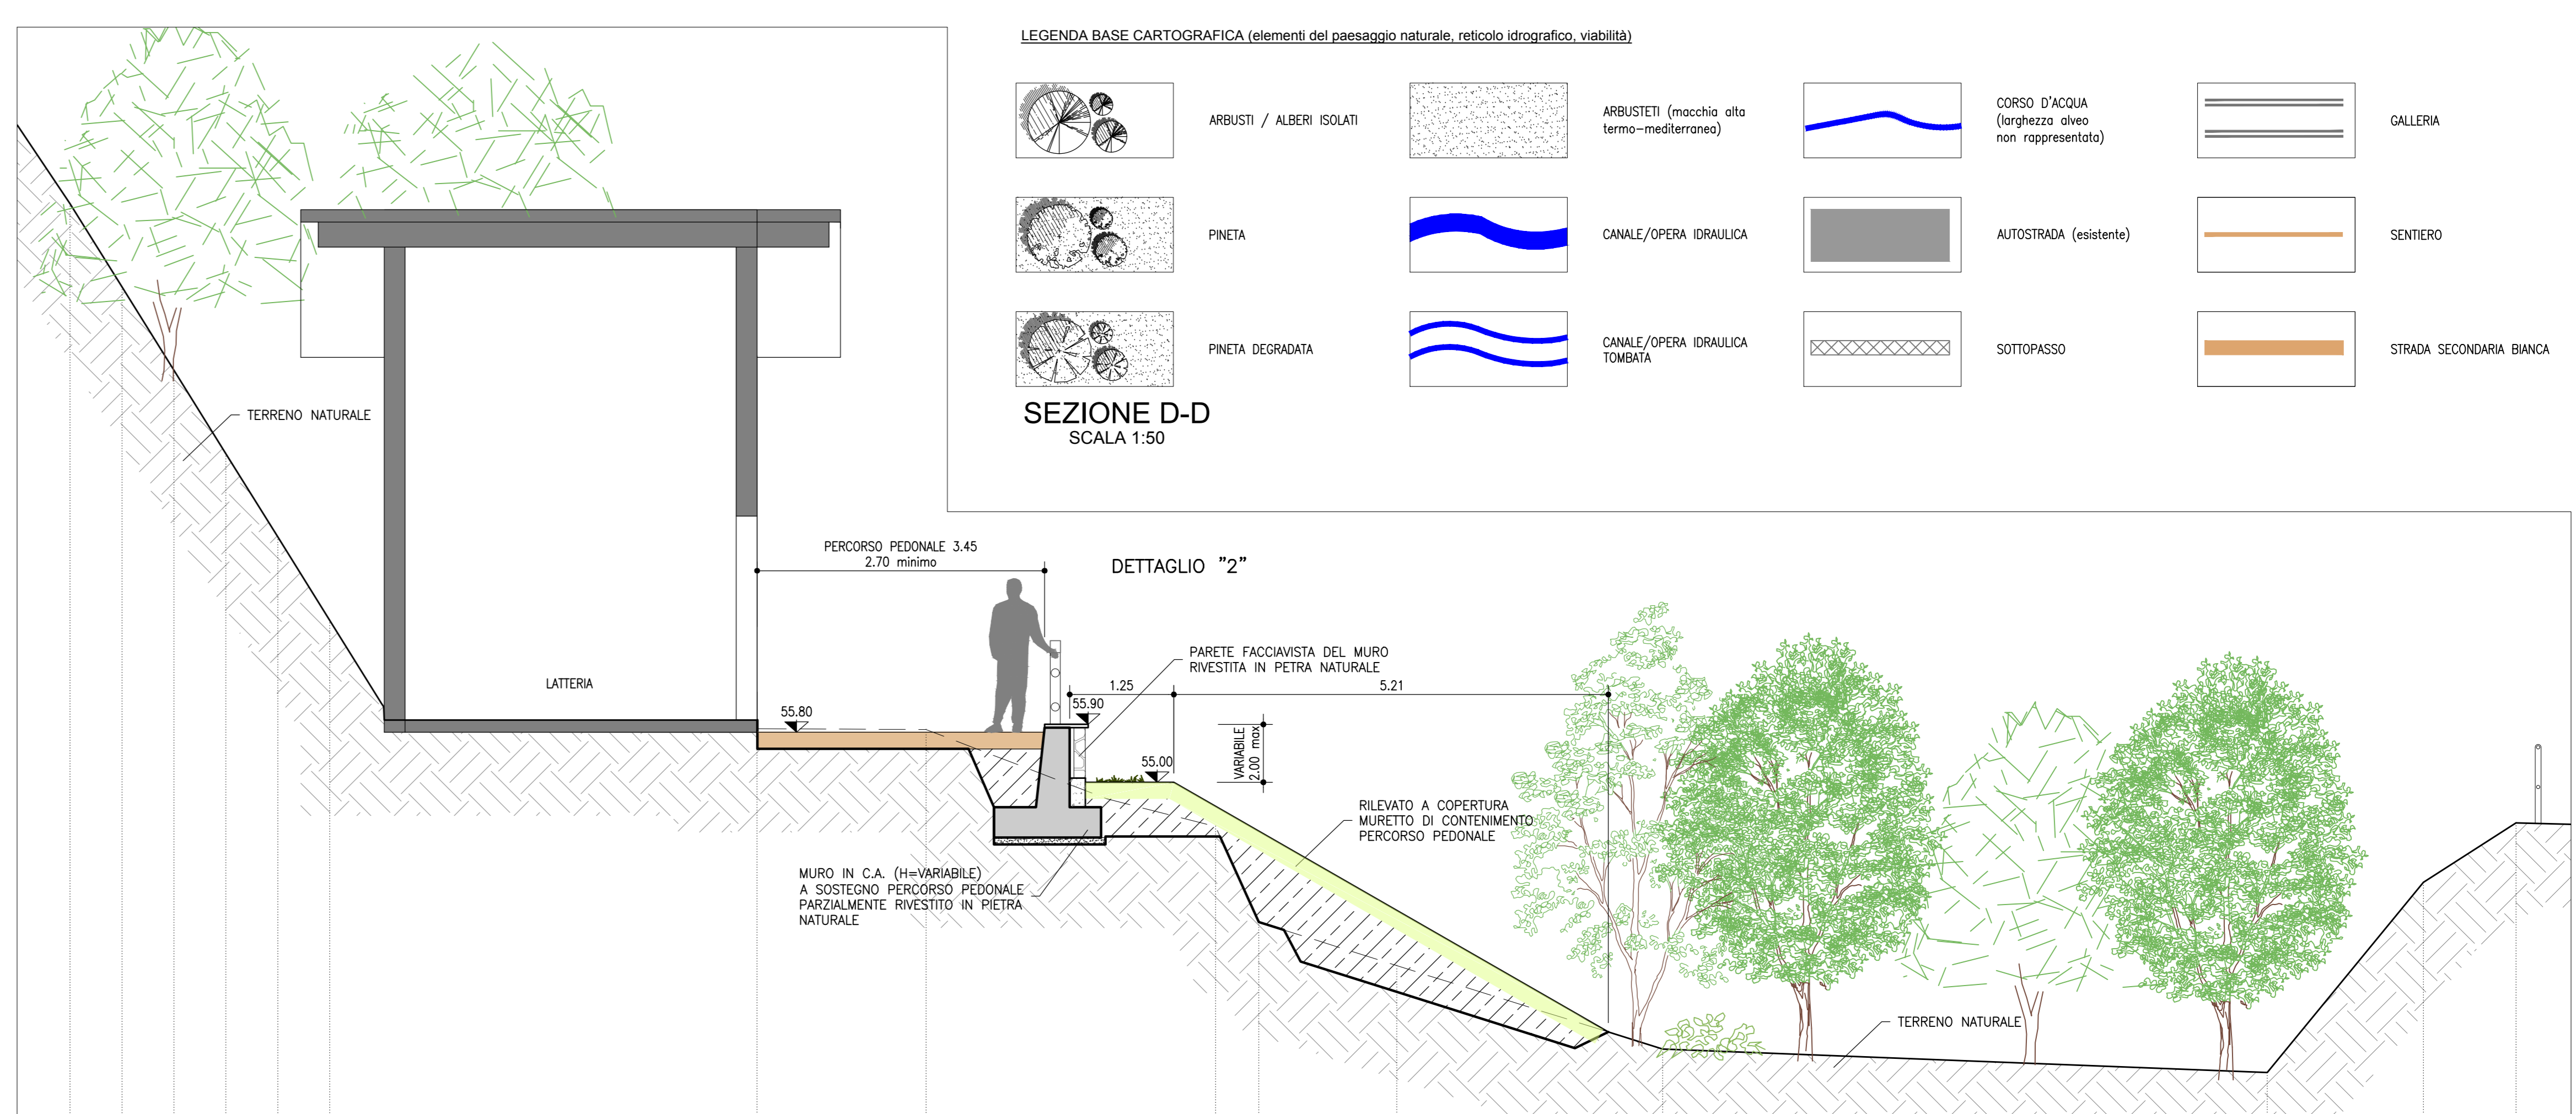 LEGENDA BASE CARTOGRAFICA (elementi del paesaggio naturale, reticolo idrografico, viabilità)
ARBUSTI / ALBERI ISOLATI
ARBUSTETI (macchia alta
termo-mediterranea)
CORSO D'ACQUA
(larghezza alveo
non rappresentata)
GALLERIA
PINETA
CANALE/OPERA IDRAULICA
AUTOSTRADA (esistente)
SENTIERO
PINETA DEGRADATA
CANALE/OPERA IDRAULICA
TOMBATA
SOTTOPASSO
STRADA SECONDARIA BIANCA
SEZIONE D-D
SCALA 1:50
TERRENO NATURALE
PERCORSO PEDONALE 3.45
2.70 minimo
DETTAGLIO "2"
PARETE FACCIAVISTA DEL MURO
RIVESTITA IN PETRA NATURALE
LATTERIA
1.25
5.21
55.80
55.90
VARIABILE
2.00 max
55.00
RILEVATO A COPERTURA
MURETTO DI CONTENIMENTO
PERCORSO PEDONALE
MURO IN C.A. (H=VARIABILE)
A SOSTEGNO PERCORSO PEDONALE
PARZIALMENTE RIVESTITO IN PIETRA
NATURALE
TERRENO NATURALE